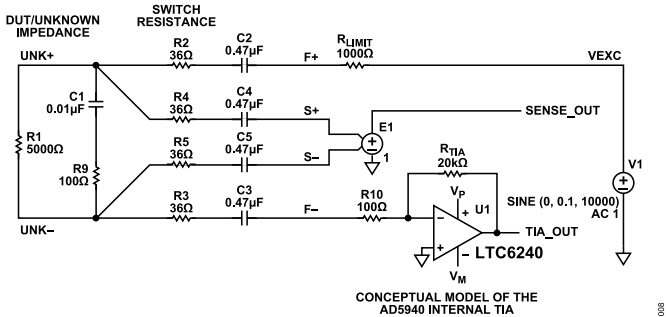 DUT/UNKNOWN
IMPEDANCE
SWITCH
RESISTANCE
UNK+
R2
36Ω
C2
0.47µF
F+
RLIMIT
1000Ω
VEXC
C1
0.01µF
R4
36Ω
C4
0.47µF
S+
E1
1
SENSE_OUT
R1
5000Ω
R9
100Ω
R5
36Ω
C5
0.47µF
S–
RTIA
20kΩ
V1
SINE (0, 0.1, 10000)
AC 1
UNK–
R3
36Ω
C3
0.47µF
F–
R10
100Ω
VP
U1
TIA_OUT
LTC6240
VM
CONCEPTUAL MODEL OF THE
AD5940 INTERNAL TIA
008